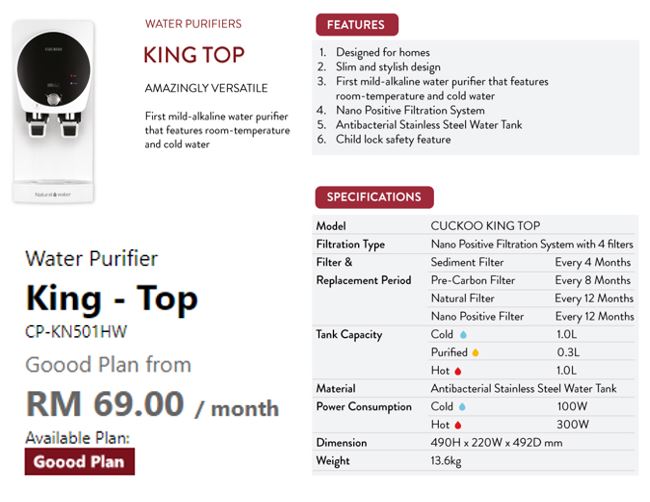 WATER PURIFIERS
KING TOP
AMAZINGLY VERSATILE
First mild-alkaline water purifier
that features room-temperature
and cold water
CUCKOO
Natural water
Water Purifier
King - Top
CP-KN501HW
Goood Plan from
RM 69.00 / month
Available Plan:
Goood Plan
FEATURES
1. Designed for homes
2. Slim and stylish design
3. First mild-alkaline water purifier that features
room-temperature and cold water
4. Nano Positive Filtration System
5. Antibacterial Stainless Steel Water Tank
6. Child lock safety feature
SPECIFICATIONS
Model CUCKOO KING TOP
Filtration Type Nano Positive Filtration System with 4 filters
Filter & Sediment Filter Every 4 Months
Replacement Period Pre-Carbon Filter Every 8 Months
Natural Filter Every 12 Months
Nano Positive Filter Every 12 Months
Tank Capacity Cold 1.0L
Purified 0.3L
Hot 1.0L
Material Antibacterial Stainless Steel Water Tank
Power Consumption Cold 100W
Hot 300W
Dimension 490H x 220W x 492D mm
Weight 13.6kg